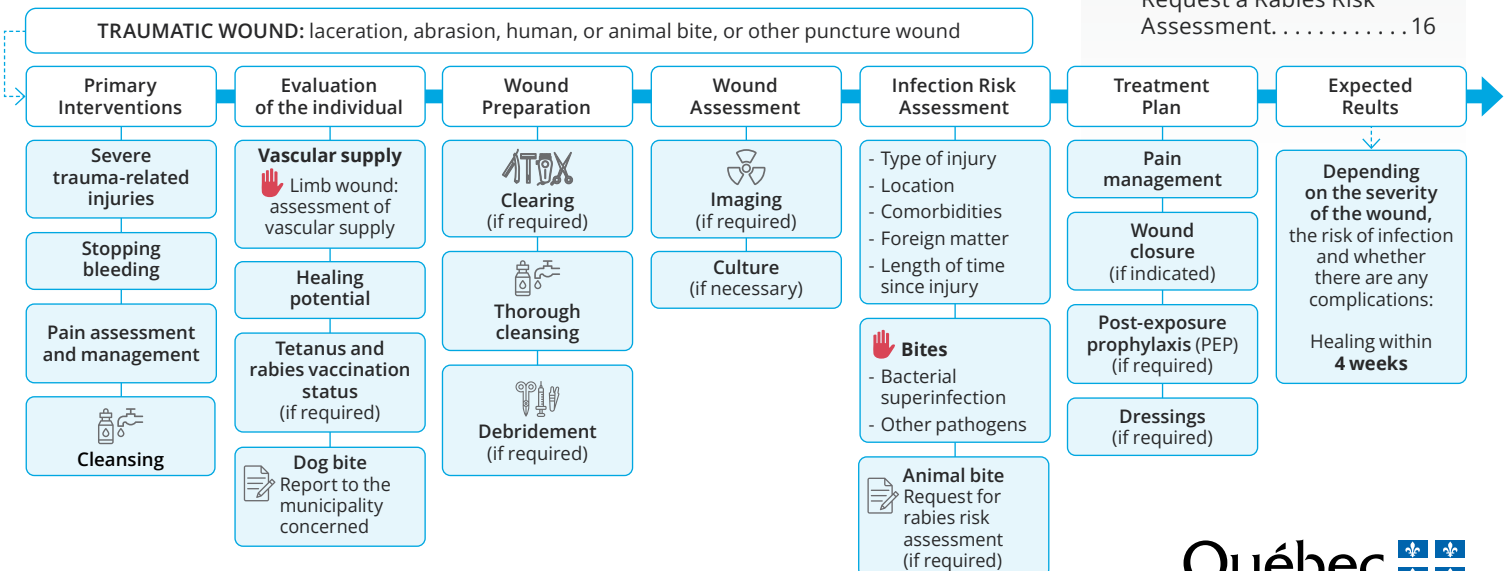 Request a Rabies Risk
Assessment. . . . . . . . . . . . 16
TRAUMATIC WOUND: laceration, abrasion, human, or animal bite, or other puncture wound
Primary
Interventions
Severe
trauma-related
injuries
Stopping
bleeding
Pain assessment
and management
Cleansing
Evaluation
of the individual
Vascular supply
Limb wound:
assessment of
vascular supply
Healing
potential
Tetanus and
rabies vaccination
status
(if required)
Dog bite
Report to the
municipality
concerned
Wound
Preparation
Clearing
(if required)
Thorough
cleansing
Debridement
(if required)
Wound
Assessment
Imaging
(if required)
Culture
(if necessary)
Infection Risk
Assessment
- Type of injury
- Location
- Comorbidities
- Foreign matter
- Length of time
since injury
Bites
- Bacterial
superinfection
- Other pathogens
Animal bite
Request for
rabies risk
assessment
(if required)
Treatment
Plan
Pain
management
Wound
closure
(if indicated)
Post-exposure
prophylaxis (PEP)
(if required)
Dressings
(if required)
Expected
Reults
Depending
on the severity
of the wound,
the risk of infection
and whether
there are any
complications:
Healing within
4 weeks
Québec